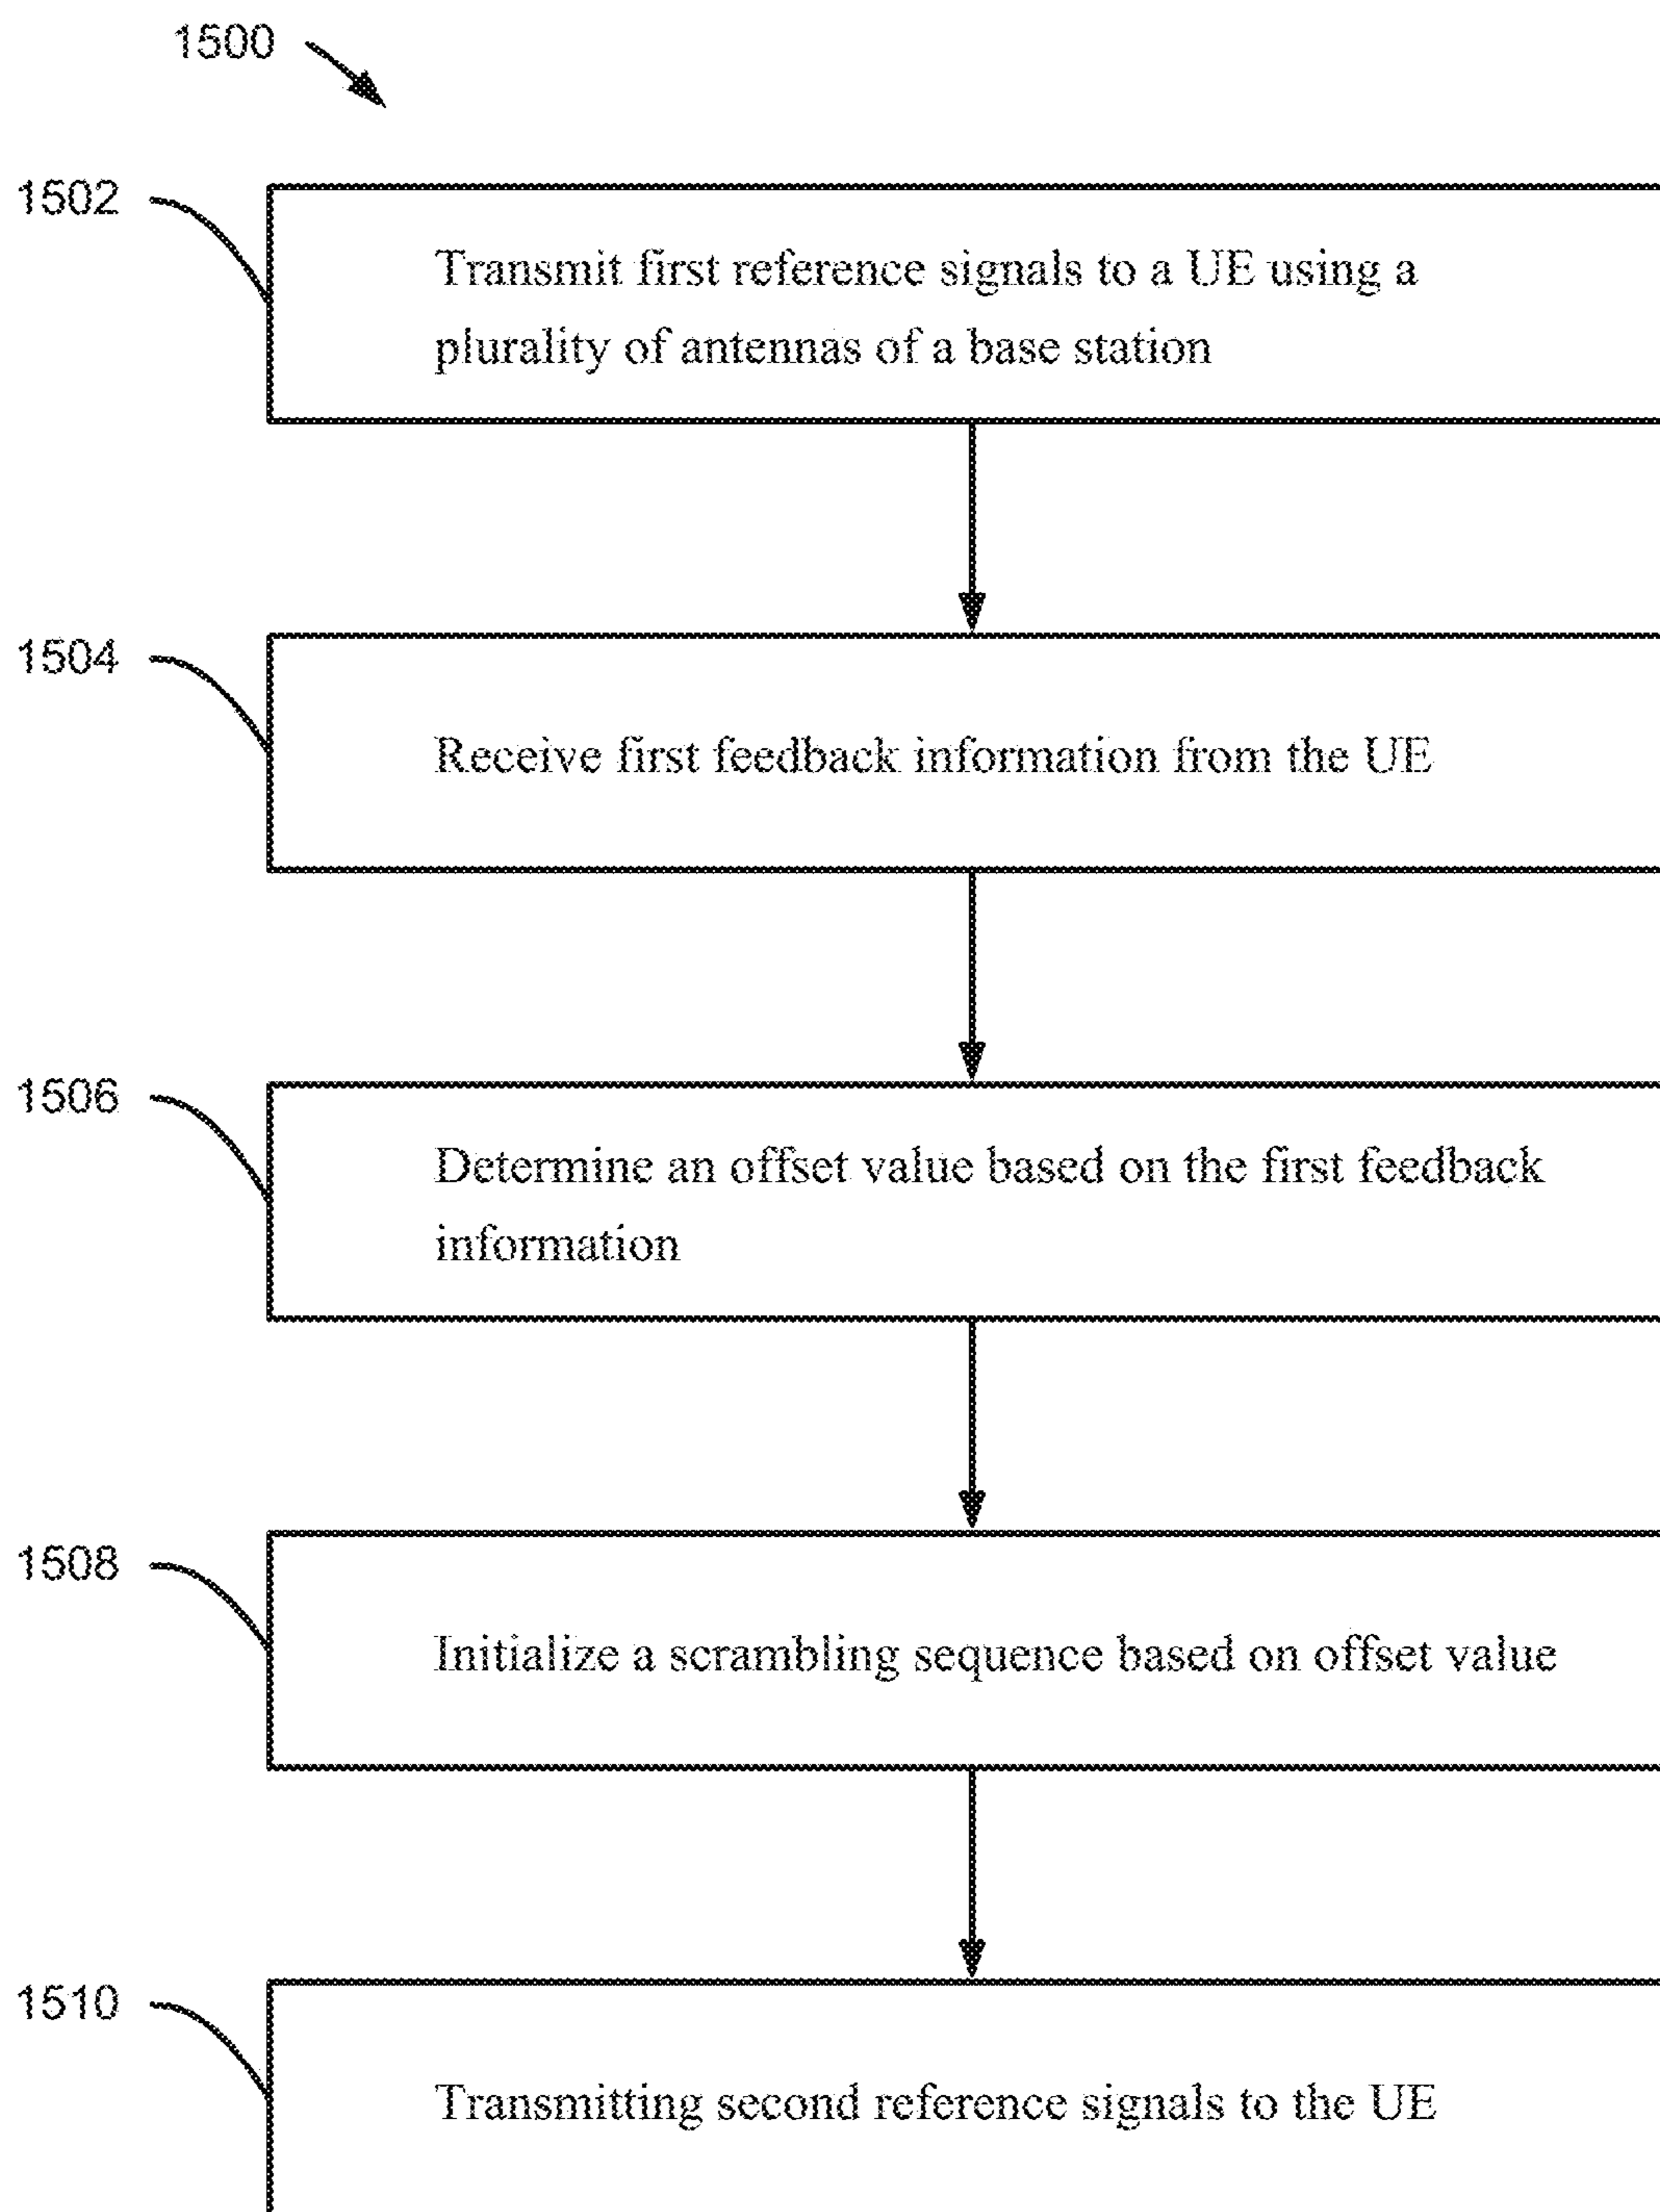 1500
1502
Transmit first reference signals to a UE using a
plurality of antennas of a base station
1504
Receive first feedback information from the UE
1506
Determine an offset value based on the first feedback
information
1508
Initialize a scrambling sequence based on offset value
1510
Transmitting second reference signals to the UE